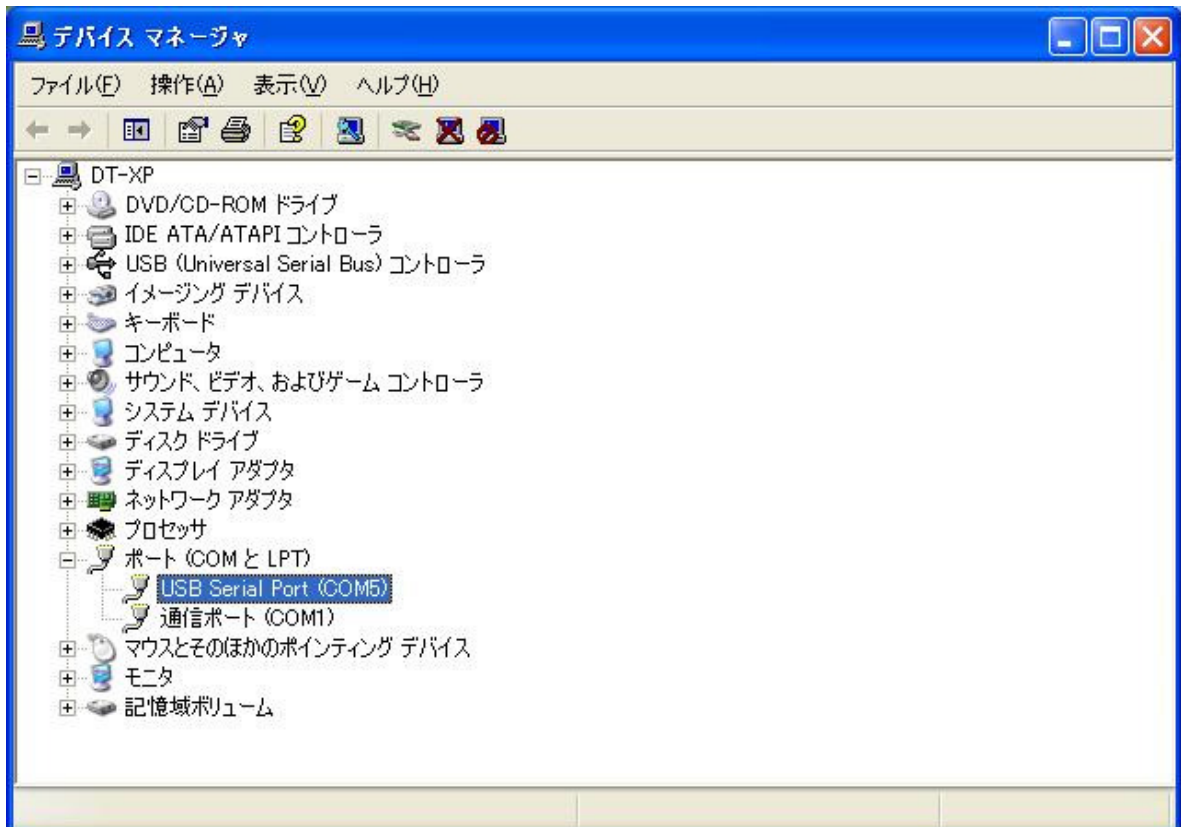 デバイス マネージャ
ファイル(F) 操作(A) 表示(V) ヘルプ(H)
DT-XP
DVD/CD-ROM ドライブ
IDE ATA/ATAPI コントローラ
USB (Universal Serial Bus) コントローラ
イメージング デバイス
キーボード
コンピュータ
サウンド、ビデオ、およびゲーム コントローラ
システム デバイス
ディスク ドライブ
ディスプレイ アダプタ
ネットワーク アダプタ
プロセッサ
ポート (COM と LPT)
USB Serial Port (COM5)
通信ポート (COM1)
マウスとそのほかのポインティング デバイス
モニタ
記憶域ボリューム